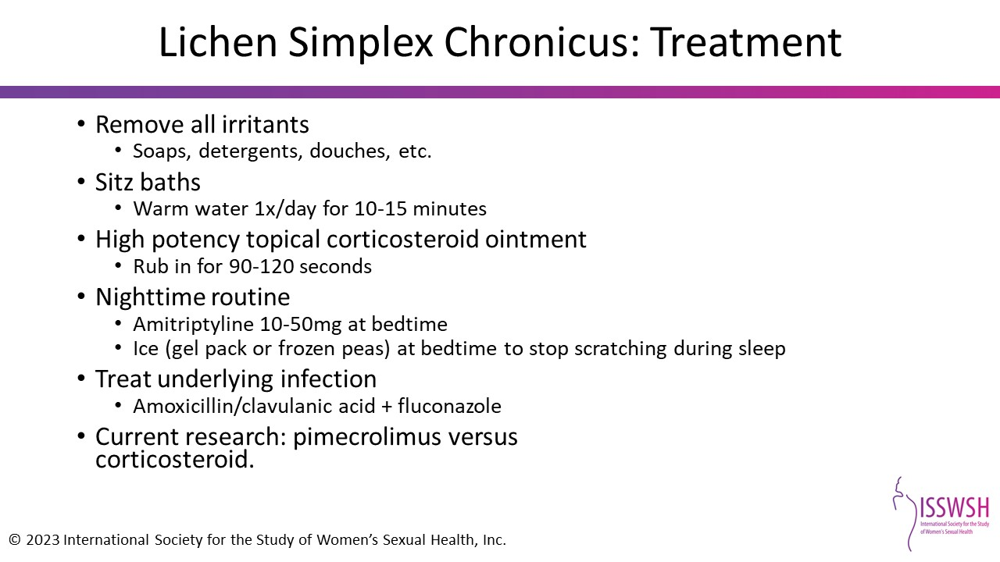 Lichen Simplex Chronicus: Treatment
• Remove all irritants
• Soaps, detergents, douches, etc.
• Sitz baths
• Warm water 1x/day for 10-15 minutes
• High potency topical corticosteroid ointment
• Rub in for 90-120 seconds
• Nighttime routine
• Amitriptyline 10-50mg at bedtime
• Ice (gel pack or frozen peas) at bedtime to stop scratching during sleep
• Treat underlying infection
• Amoxicillin/clavulanic acid + fluconazole
• Current research: pimecrolimus versus
corticosteroid.
ISSWSH
International Society for the Study
of Women's Sexual Health
© 2023 International Society for the Study of Women’s Sexual Health, Inc.